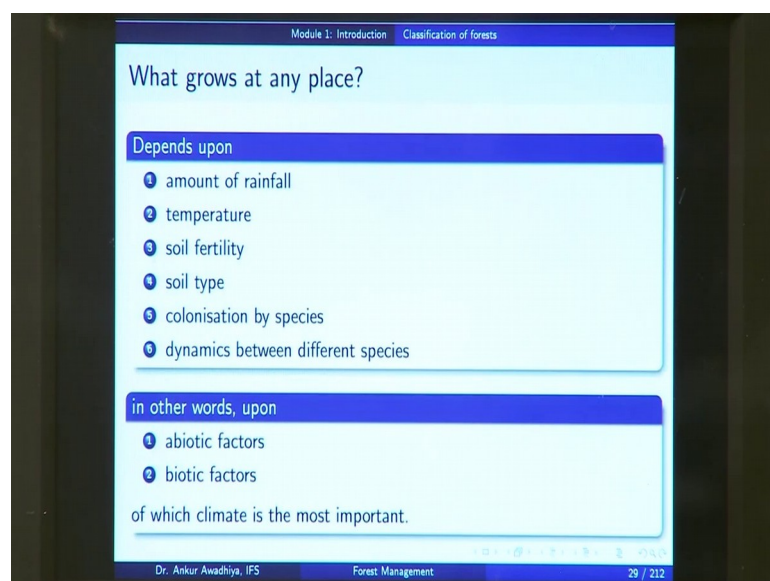 Module 1: Introduction Classification of forests
What grows at any place?
Depends upon
1 amount of rainfall
2 temperature
3 soil fertility
4 soil type
5 colonisation by species
6 dynamics between different species
in other words, upon
1 abiotic factors
2 biotic factors
of which climate is the most important.
Dr. Ankur Awadhiya, IFS Forest Management 29 / 212